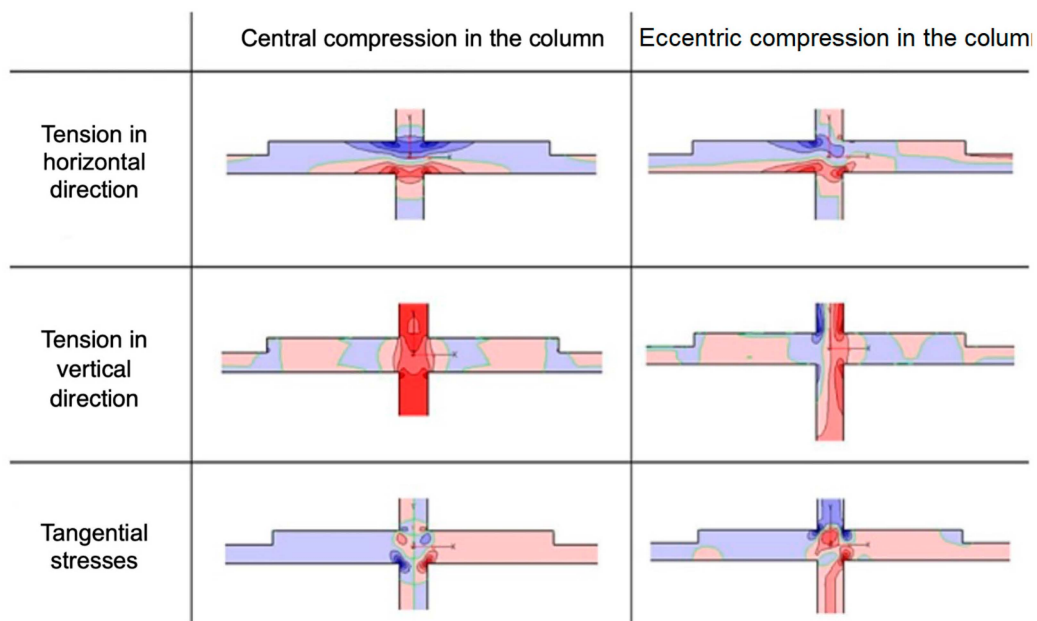 Central compression in the column
Eccentric compression in the colum
Tension in
horizontal
direction
Tension in
vertical
direction
Tangential
stresses